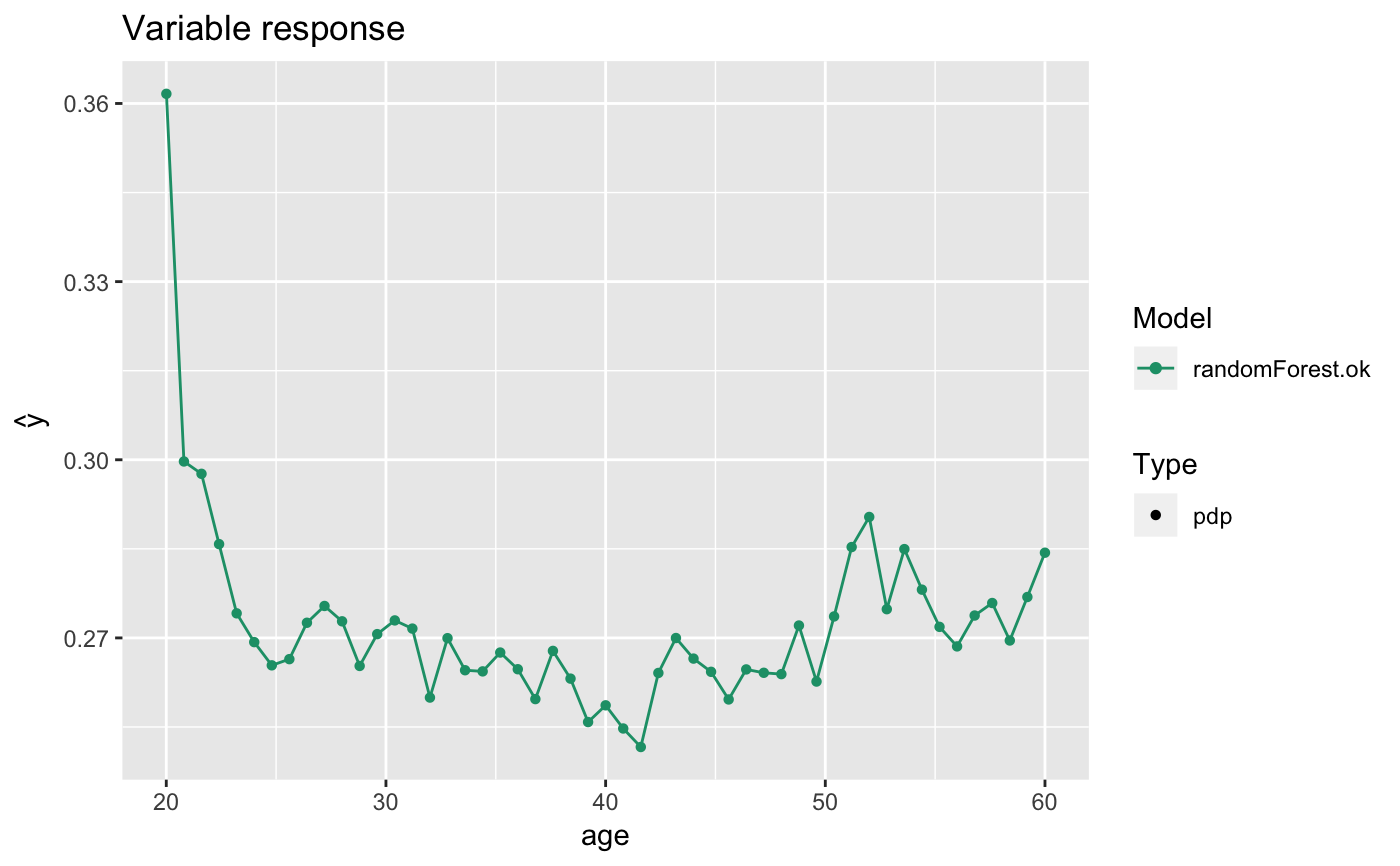 Variable response
0.36
0.33
0.30
0.27
ŷ
20 30 40 50 60
age
Model
randomForest.ok
Type
pdp